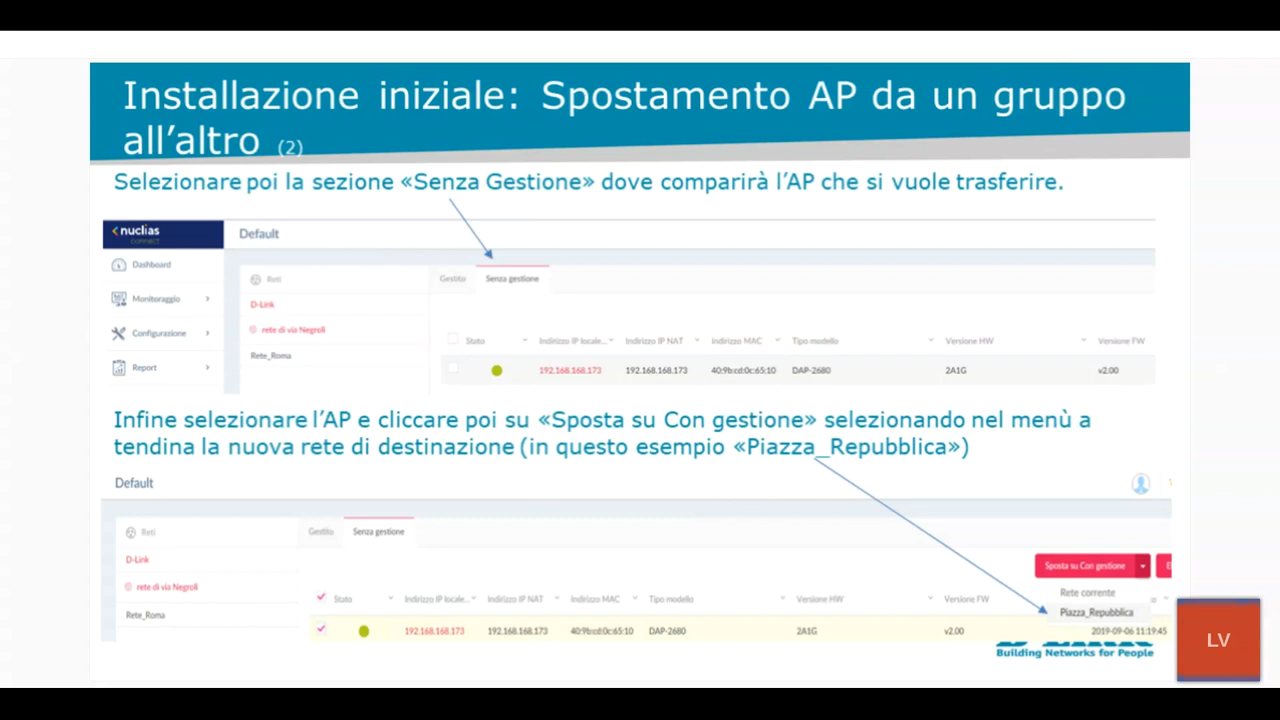 Installazione iniziale: Spostamento AP da un gruppo
all’altro (2)
Selezionare poi la sezione «Senza Gestione» dove comparirà l’AP che si vuole trasferire.
nuclias
connect
Default
Dashboard
Reti
Gestito Senza gestione
Monitoraggio
D-Link
rete di via Negroli
Configurazione
Stato Indirizzo IP locale... Indirizzo IP NAT Indirizzo MAC Tipo modello Versione HW Versione FW
Rete_Roma
Report
192.168.168.173 192.168.168.173 40:9b:cd:0c:65:10 DAP-2680 2A1G v2.00
Infine selezionare l’AP e cliccare poi su «Sposta su Con gestione» selezionando nel menù a
tendina la nuova rete di destinazione (in questo esempio «Piazza_Repubblica»)
Default
Reti
Gestito Senza gestione
D-Link
Sposta su Con gestione
rete di via Negroli
Rete corrente
Stato Indirizzo IP locale... Indirizzo IP NAT Indirizzo MAC Tipo modello Versione HW Versione FW
Rete_Roma
Piazza_Repubblica
192.168.168.173 192.168.168.173 40:9b:cd:0c:65:10 DAP-2680 2A1G v2.00 2019-09-06 11:19:45
Building Networks for People
LV